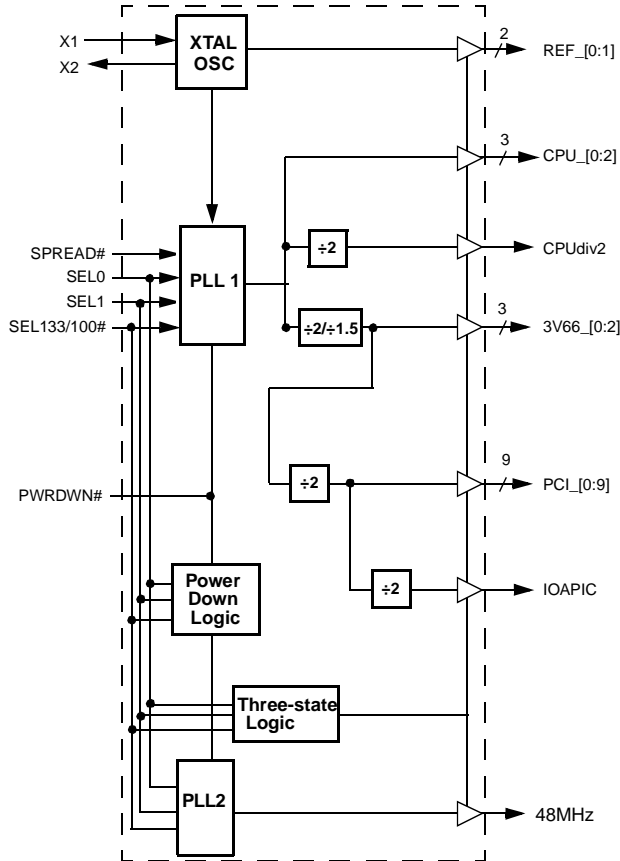 X1
X2
XTAL
OSC
2
REF_[0:1]
3
CPU_[0:2]
SPREAD#
SEL0
SEL1
SEL133/100#
PLL 1
÷2
CPUdiv2
÷2/÷1.5
3
3V66_[0:2]
PWRDWN#
÷2
9
PCI_[0:9]
Power
Down
Logic
÷2
IOAPIC
Three-state
Logic
PLL2
48MHz